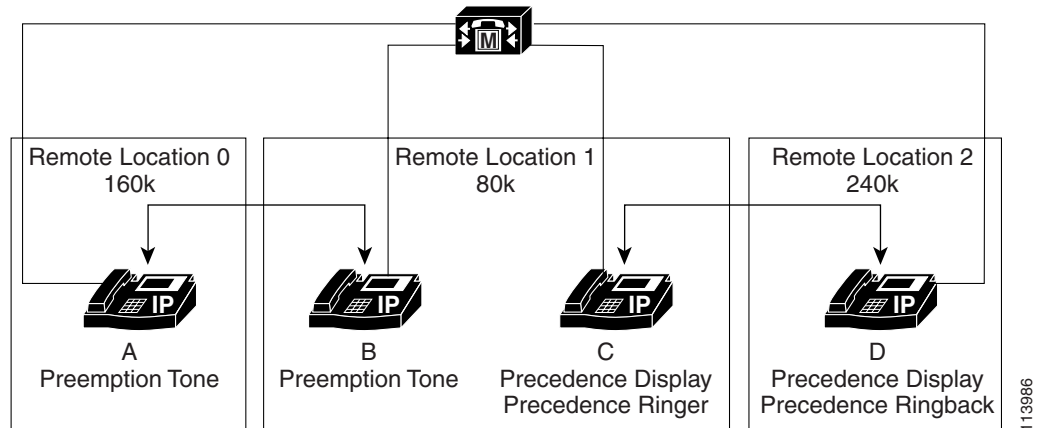 M
Remote Location 0
160k
Remote Location 1
80k
Remote Location 2
240k
IP
IP
IP
IP
A
Preemption Tone
B
Preemption Tone
C
Precedence Display
Precedence Ringer
D
Precedence Display
Precedence Ringback
113986